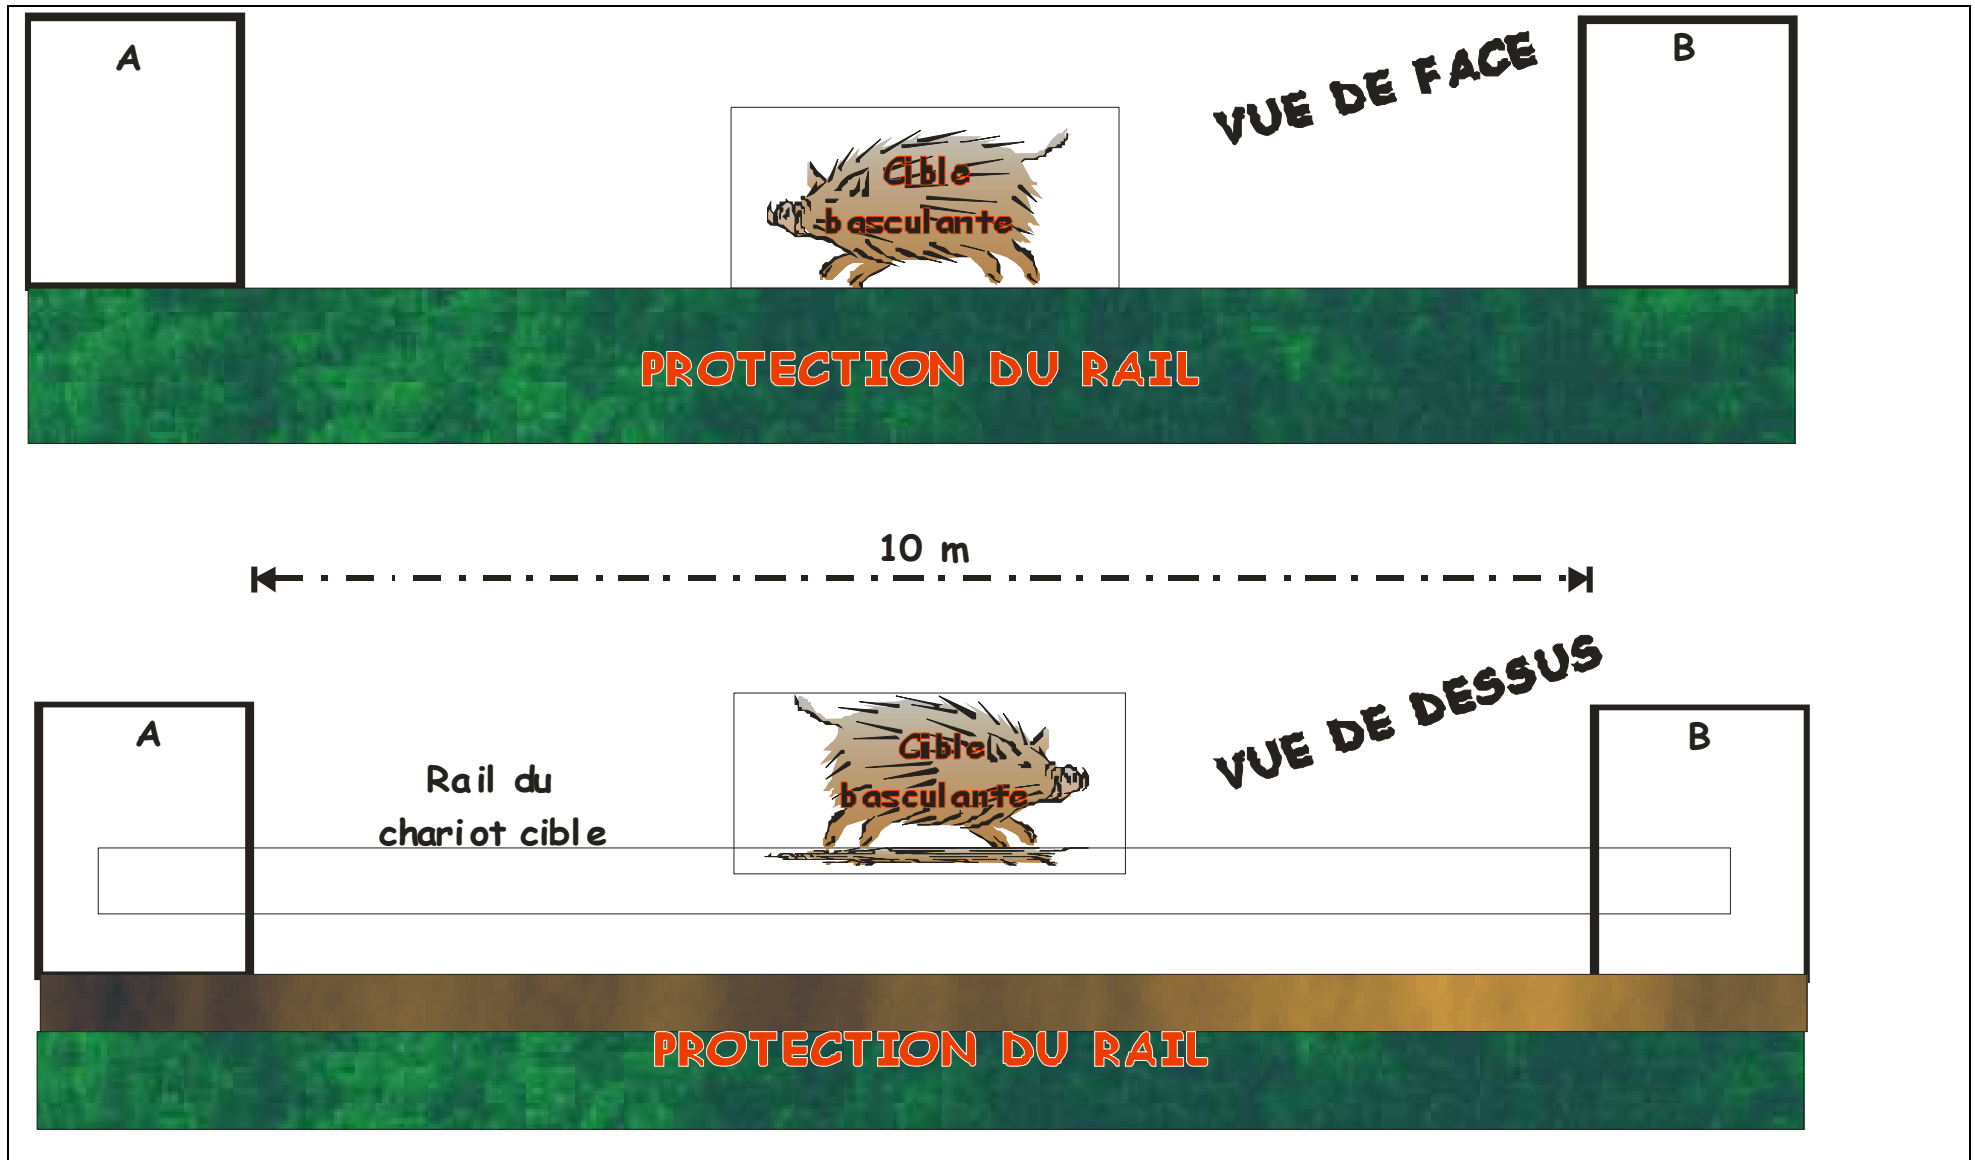 A
B
VUE DE FACE
Cible
basculante
PROTECTION DU RAIL
10 m
VUE DE DESSUS
A
B
Cible
basculante
Rail du
chariot cible
PROTECTION DU RAIL